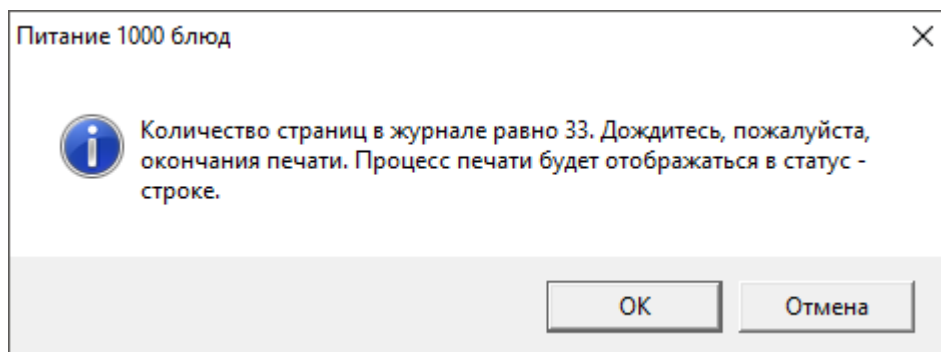 Питание 1000 блюд
Количество страниц в журнале равно 33. Дождитесь, пожалуйста,
окончания печати. Процесс печати будет отображаться в статус -
строке.
ОК
Отмена